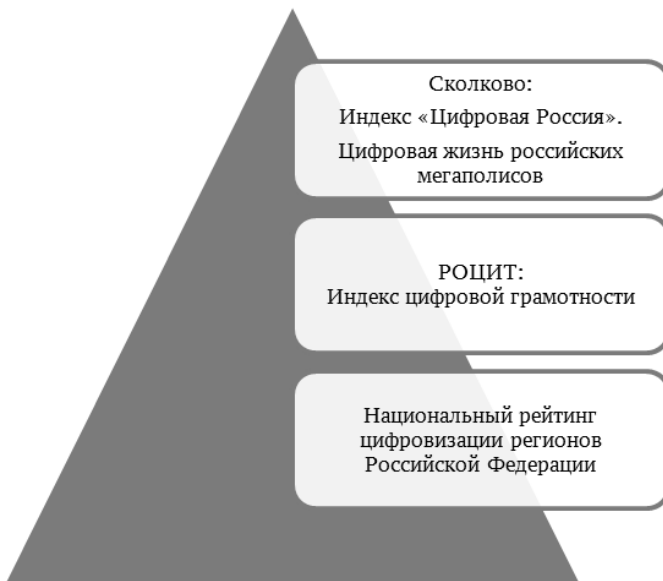 Сколково:
Индекс «Цифровая Россия».
Цифровая жизнь российских
мегаполисов
РОЦИТ:
Индекс цифровой грамотности
Национальный рейтинг
цифровизации регионов
Российской Федерации